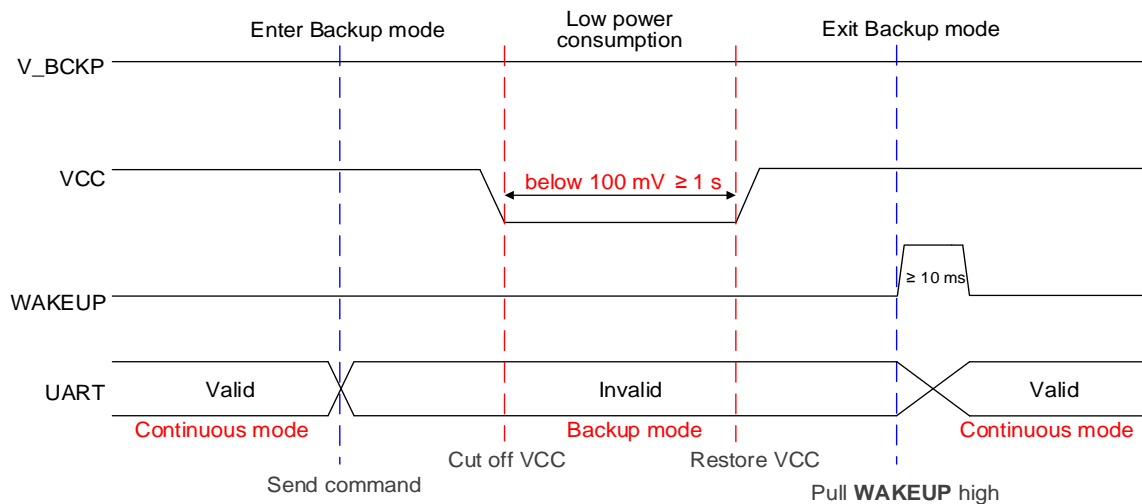 Enter Backup mode
Low power
consumption
Exit Backup mode
V_BCKP
VCC
below 100 mV ≥ 1 s
WAKEUP
≥ 10 ms
UART
Valid
Invalid
Valid
Continuous mode
Backup mode
Continuous mode
Cut off VCC
Restore VCC
Send command
Pull WAKEUP high